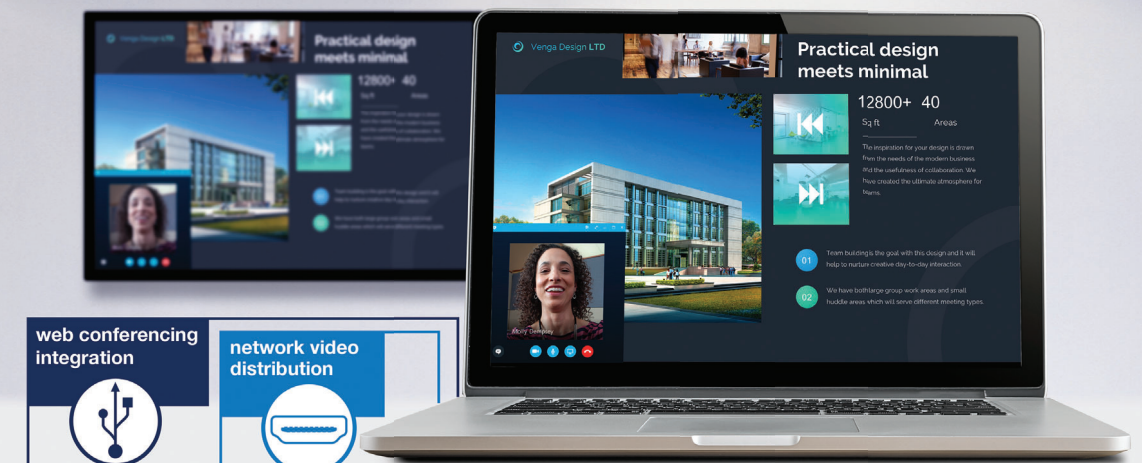 Venga Design LTD
Practical design
meets minimal
12800+ 40
Sq ft Areas
Venga Design LTD
Practical design
meets minimal
12800+ 40
Sq ft Areas
The inspiration for your design is drawn
from the needs of the modern business
and the usefulness of collaboration. We
have created the ultimate atmosphere for
teams.
01
Team building is the goal with this design and it will
help to nurture creative day-to-day interaction.
02
We have bothlarge group work areas and small
huddle areas which will serve different meeting types.
Molly Dempsey
web conferencing
integration
network video
distribution